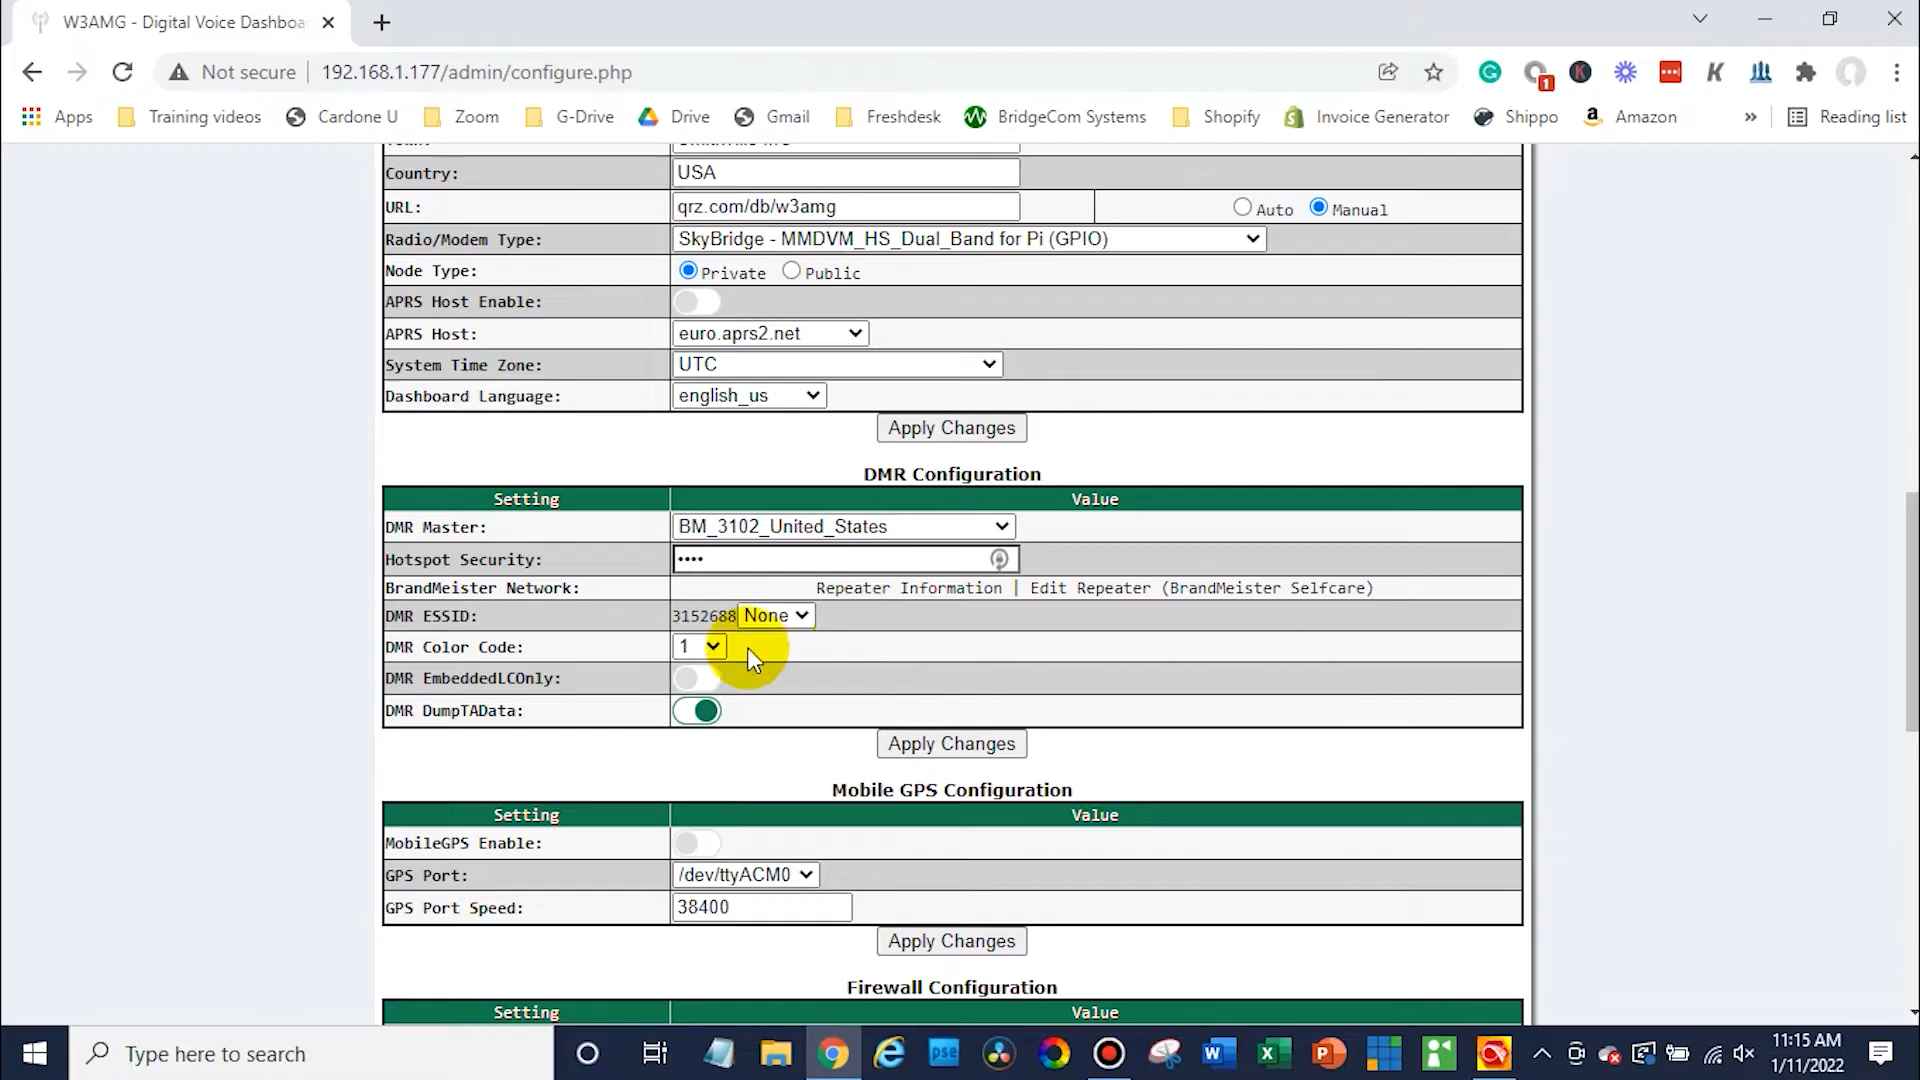 W3AMG - Digital Voice Dashboa
Not secure 192.168.1.177/admin/configure.php
1
Apps Training videos Cardone U Zoom G-Drive Drive Gmail Freshdesk BridgeCom Systems Shopify Invoice Generator Shippo Amazon » Reading list
Country: USA
URL: qrz.com/db/w3amg Auto Manual
Radio/Modem Type: SkyBridge - MMDVM_HS_Dual_Band for Pi (GPIO)
Node Type: Private Public
APRS Host Enable:
APRS Host: euro.aprs2.net
System Time Zone: UTC
Dashboard Language: english_us
Apply Changes
DMR Configuration
Setting Value
DMR Master: BM_3102_United_States
Hotspot Security: ••••
BrandMeister Network: Repeater Information | Edit Repeater (BrandMeister Selfcare)
DMR ESSID: 3152688 None
DMR Color Code: 1
DMR EmbeddedLCOnly:
DMR DumpTAData:
Apply Changes
Mobile GPS Configuration
Setting Value
MobileGPS Enable:
GPS Port: /dev/ttyACM0
GPS Port Speed: 38400
Apply Changes
Firewall Configuration
Setting Value
Type here to search
pse
11:15 AM
1/11/2022